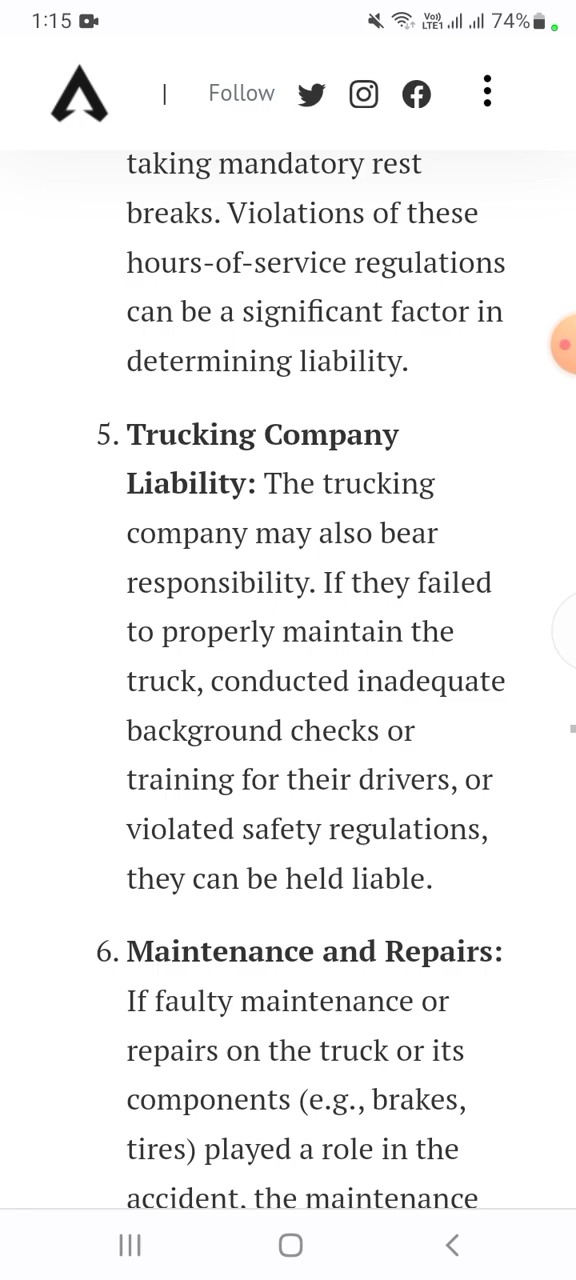 1:15
Vo)) LTE1 74%
| Follow
taking mandatory rest
breaks. Violations of these
hours-of-service regulations
can be a significant factor in
determining liability.
5. Trucking Company
Liability: The trucking
company may also bear
responsibility. If they failed
to properly maintain the
truck, conducted inadequate
background checks or
training for their drivers, or
violated safety regulations,
they can be held liable.
6. Maintenance and Repairs:
If faulty maintenance or
repairs on the truck or its
components (e.g., brakes,
tires) played a role in the
accident, the maintenance